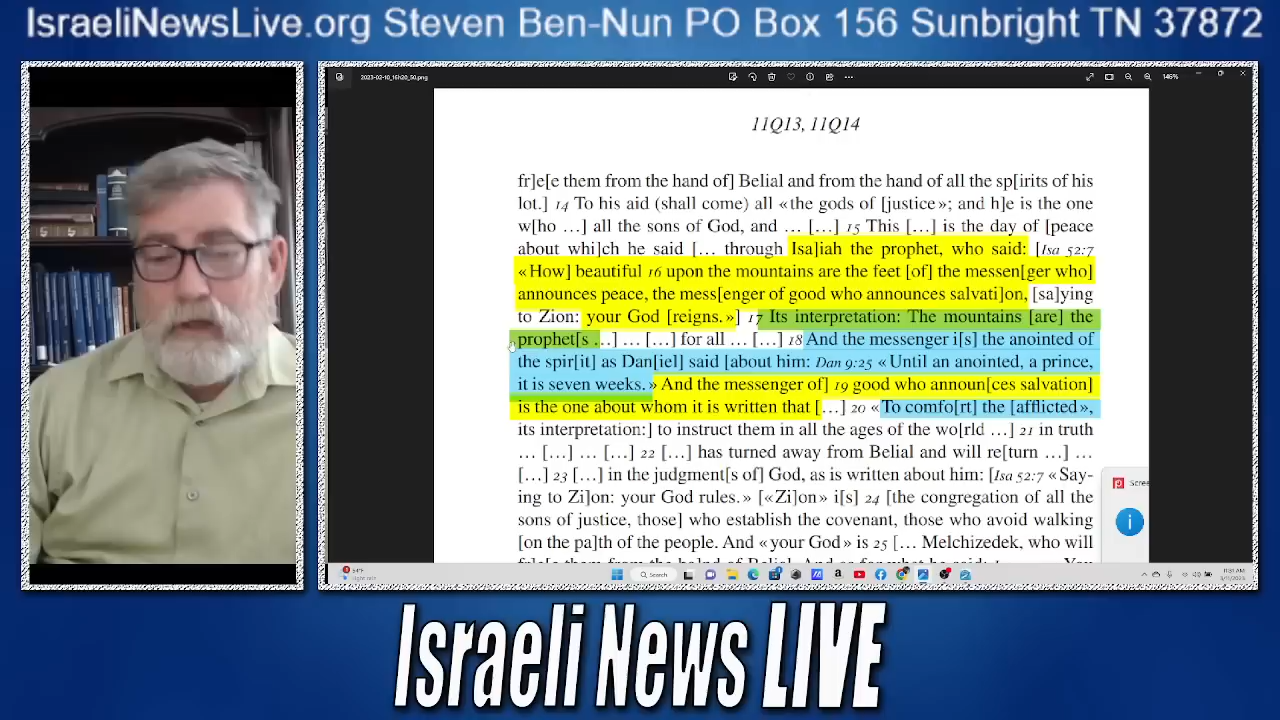 IsraeliNewsLive.org Steven Ben-Nun PO Box 156 Sunbright TN 37872
2023-02-10_16h20_50.png
146%
11Q13, 11Q14
fr]e[e them from the hand of] Belial and from the hand of all the sp[irits of his
lot.] 14 To his aid (shall come) all «the gods of [justice»; and h]e is the one
w[ho …] all the sons of God, and … […] 15 This […] is the day of [peace
about whi]ch he said [… through Isa]iah the prophet, who said: [Isa 52:7
«How] beautiful 16 upon the mountains are the feet [of] the messen[ger who]
announces peace, the mess[enger of good who announces salvati]on, [sa]ying
to Zion: your God [reigns.»] 17 Its interpretation: The mountains [are] the
prophet[s …] … […] for all … […] 18 And the messenger i[s] the anointed of
the spir[it] as Dan[iel] said [about him: Dan 9:25 «Until an anointed, a prince,
it is seven weeks.» And the messenger of] 19 good who announ[ces salvation]
is the one about whom it is written that […] 20 «To comfo[rt] the [afflicted»,
its interpretation:] to instruct them in all the ages of the wo[rld …] 21 in truth
… […] … […] 22 […] has turned away from Belial and will re[turn …] …
[…] 23 […] in the judgment[s of] God, as is written about him: [Isa 52:7 «Say-
ing to Zi]on: your God rules.» [«Zi]on» i[s] 24 [the congregation of all the
sons of justice, those] who establish the covenant, those who avoid walking
[on the pa]th of the people. And «your God» is 25 [… Melchizedek, who will
Scree
Search
Israeli News LIVE